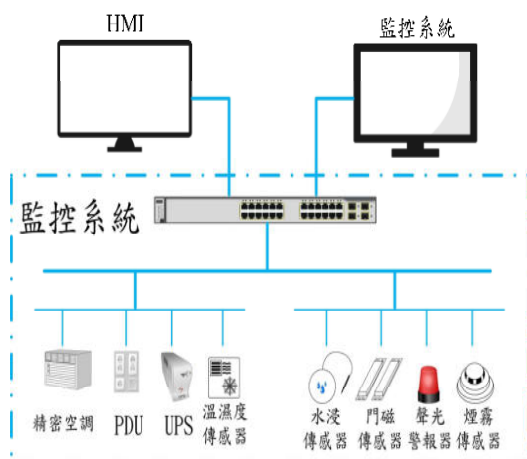 HMI
監控系統
監控系統
精密空調
PDU
UPS
溫濕度
傳感器
水浸
傳感器
門磁
傳感器
聲光
警報器
煙霧
傳感器